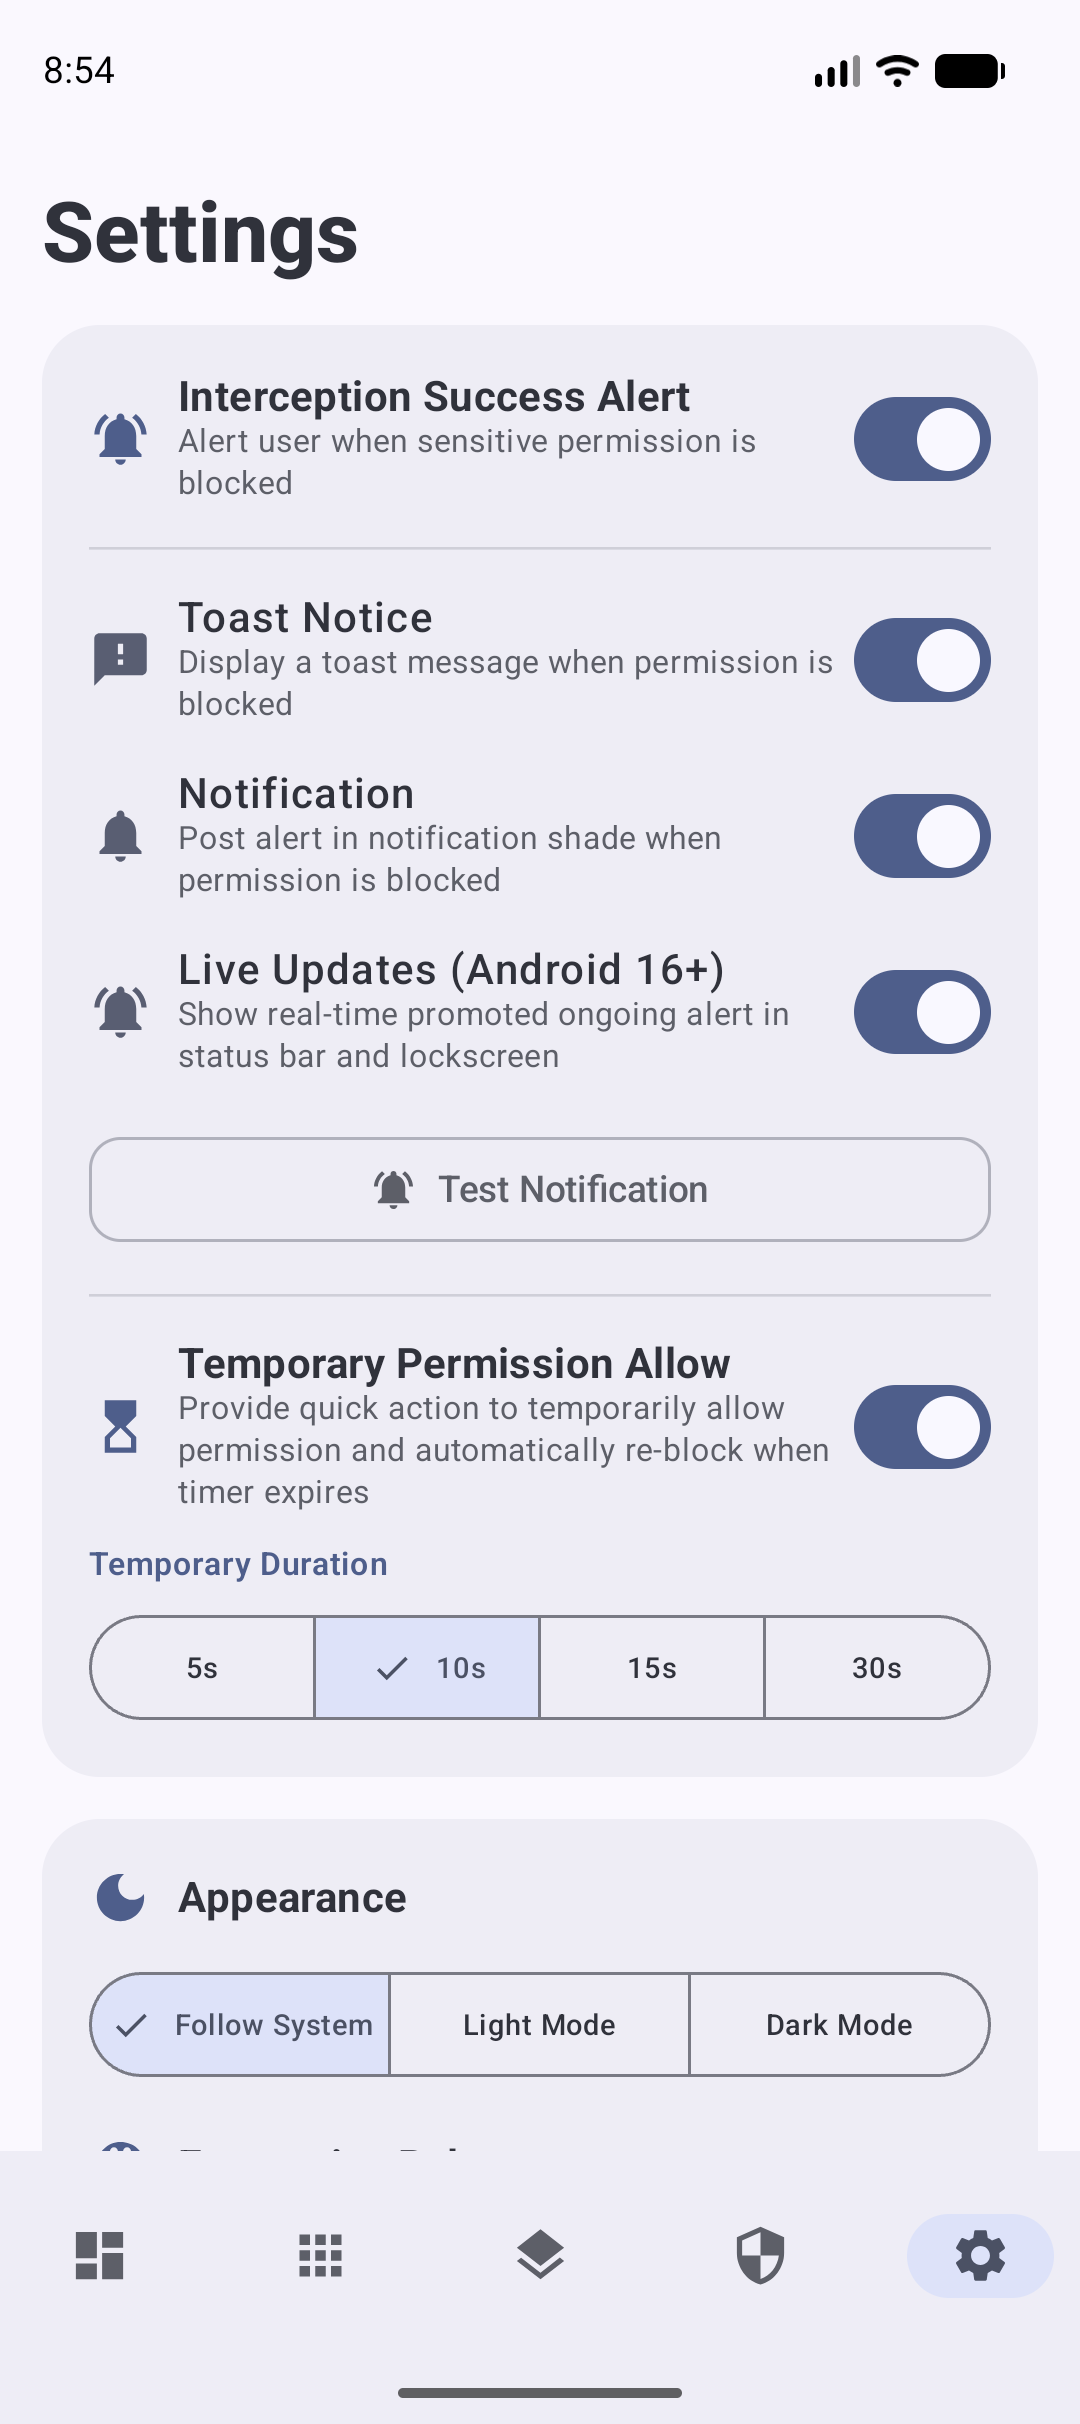 8:54
Settings
Interception Success Alert
Alert user when sensitive permission is
blocked
Toast Notice
Display a toast message when permission is
blocked
Notification
Post alert in notification shade when
permission is blocked
Live Updates (Android 16+)
Show real-time promoted ongoing alert in
status bar and lockscreen
Test Notification
Temporary Permission Allow
Provide quick action to temporarily allow
permission and automatically re-block when
timer expires
Temporary Duration
5s
10s
15s
30s
Appearance
Follow System
Light Mode
Dark Mode